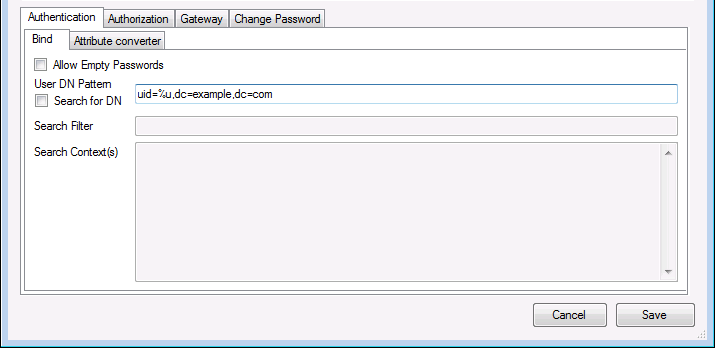 Authentication Authorization Gateway Change Password
Bind Attribute converter
Allow Empty Passwords
User DN Pattern
Search for DN
uid=%u,dc=example,dc=com
Search Filter
Search Context(s)
Cancel Save